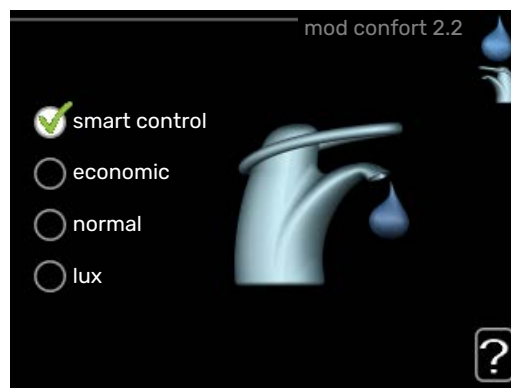 mod confort 2.2
smart control
economic
normal
lux
?